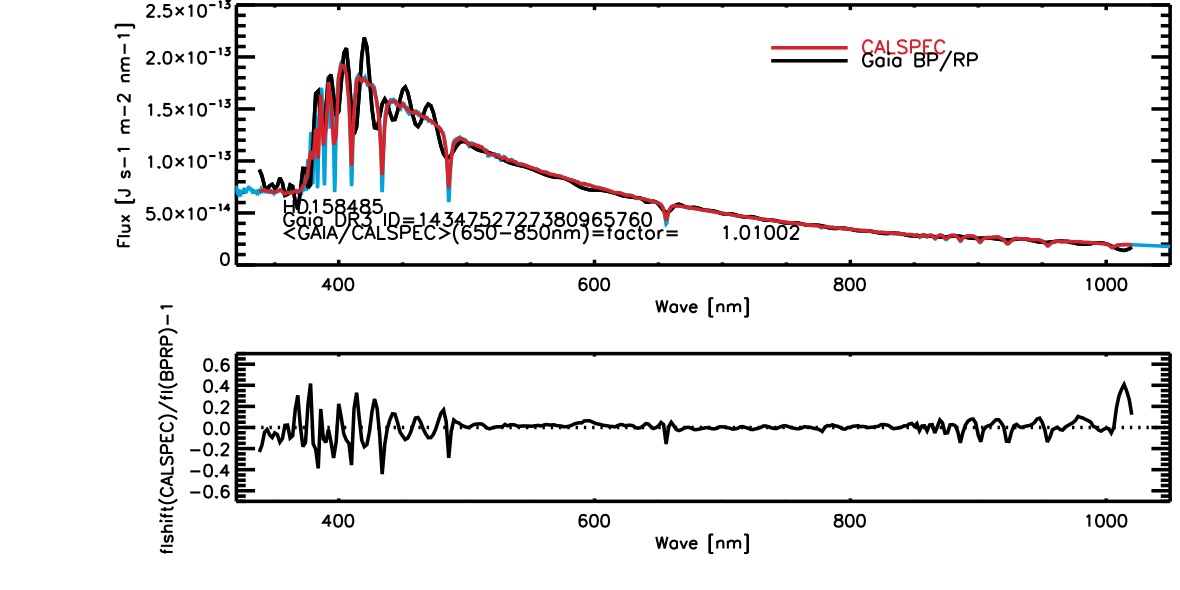 2.5×10−13
2.0×10−13
1.5×10−13
1.0×10−13
5.0×10−14
0
Flux [J s−1 m−2 nm−1]
CALSPEC
Gaia BP/RP
HD158485
Gaia DR3 ID=1434752727380965760
<GAIA/CALSPEC>(650−850nm)=factor= 1.01002
400 600 800 1000
Wave [nm]
flshift(CALSPEC)/fl(BPRP)−1
0.6
0.4
0.2
0.0
−0.2
−0.4
−0.6
400 600 800 1000
Wave [nm]